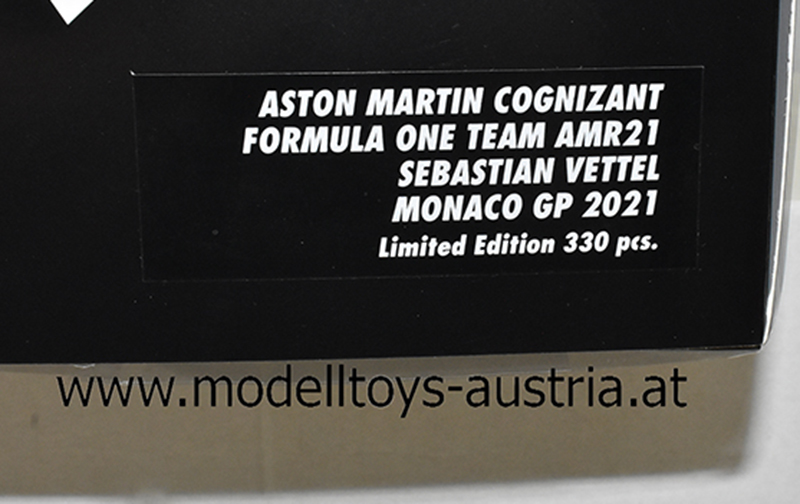 ASTON MARTIN COGNIZANT
FORMULA ONE TEAM AMR21
SEBASTIAN VETTEL
MONACO GP 2021
Limited Edition 330 pcs.
www.modelltoys-austria.at